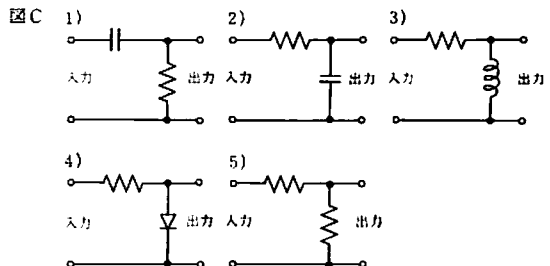 図C 1) 2) 3)
入力 出力 入力 出力 入力 出力
4) 5)
入力 出力 入力 出力